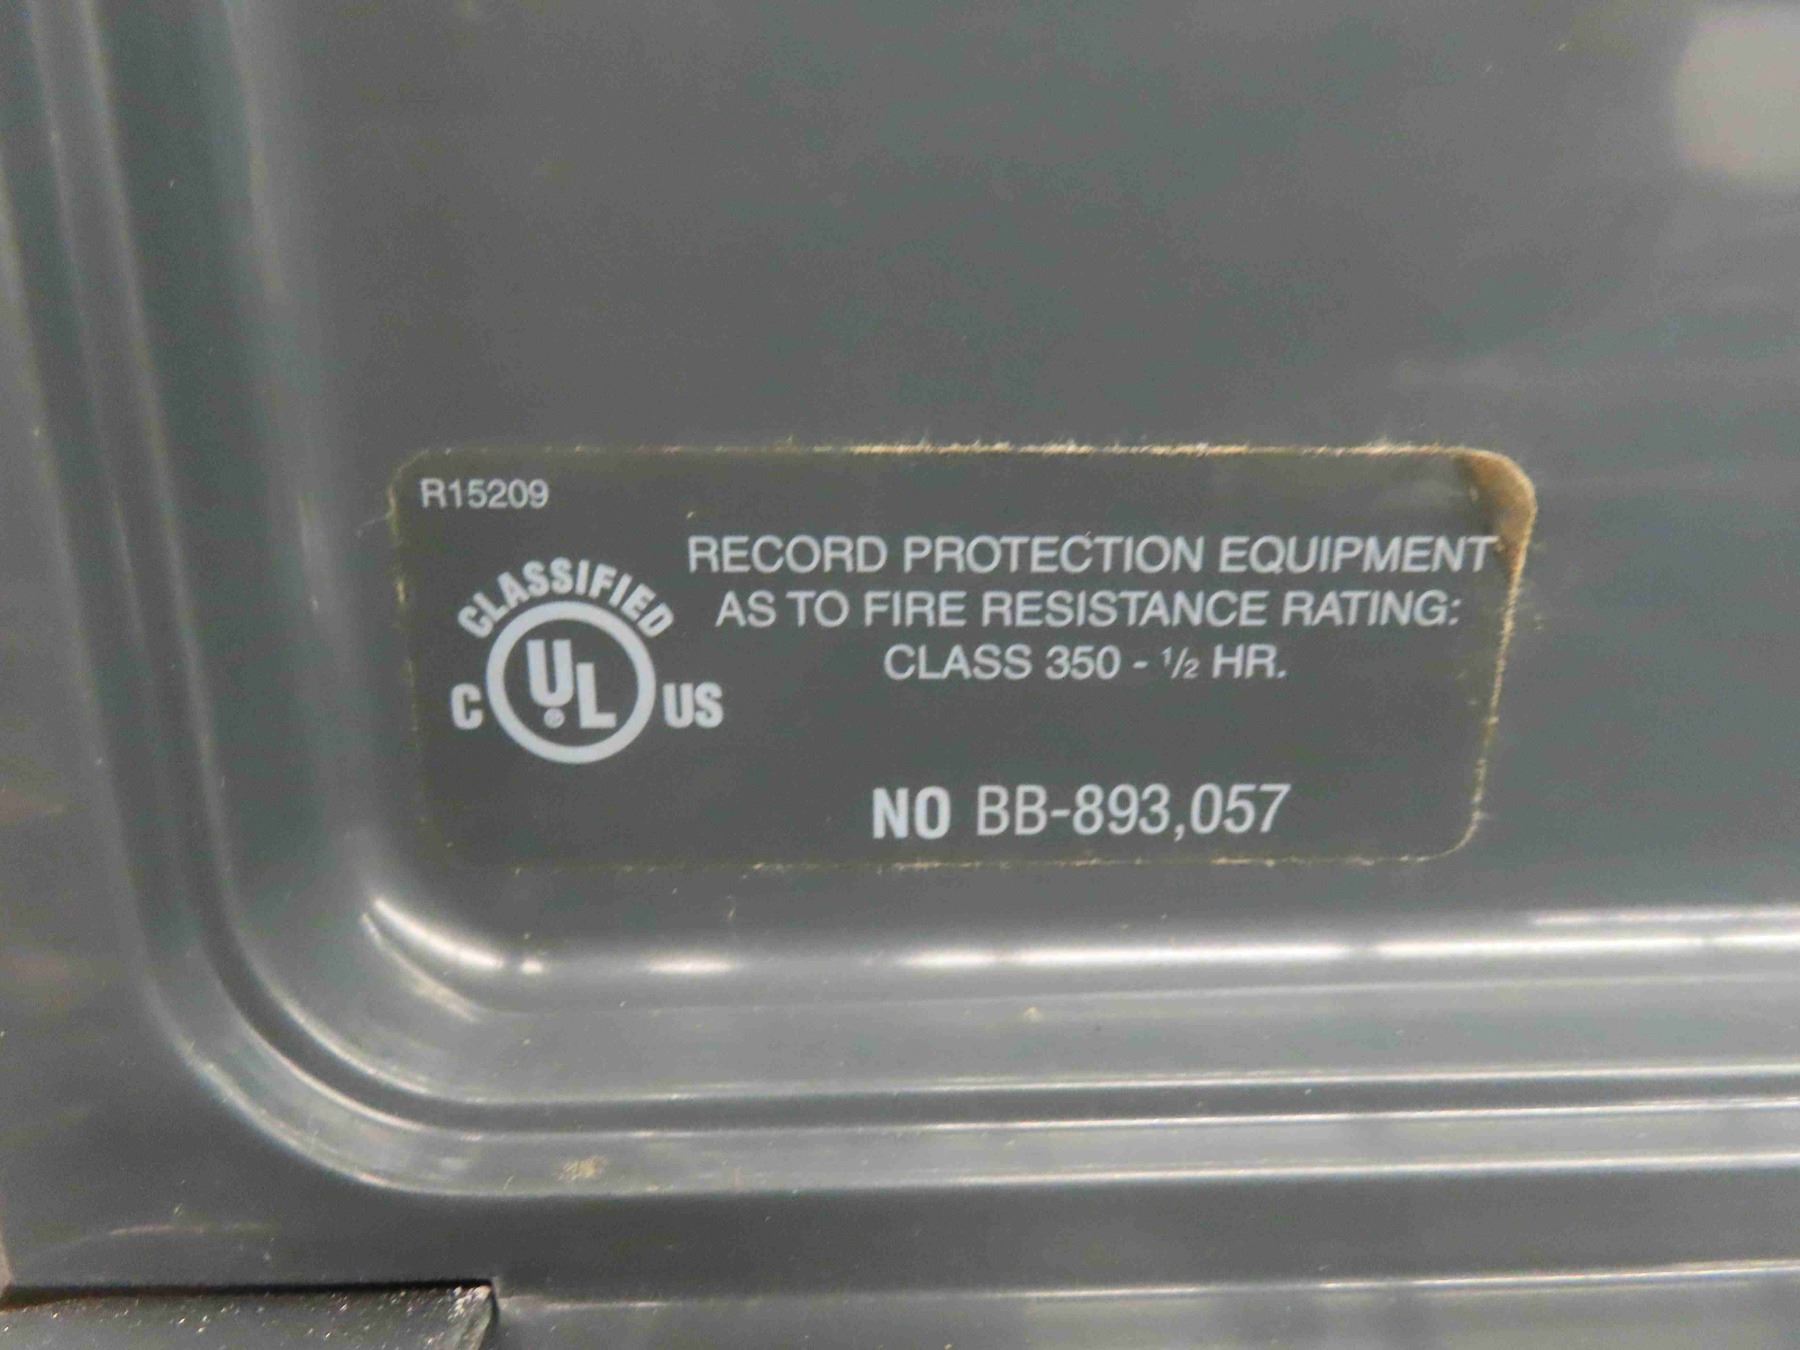 R15209
CLASSIFIED
C UL® US
RECORD PROTECTION EQUIPMENT
AS TO FIRE RESISTANCE RATING:
CLASS 350 - ½ HR.
NO BB-893,057